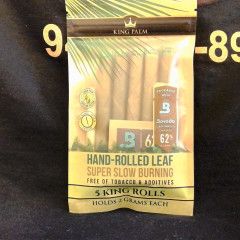 KING PALM
9
-89
B
62
B
Boveda
62%
HAND-ROLLED LEAF
SUPER SLOW BURNING
FREE OF TOBACCO & ADDITIVES
5 KING ROLLS
HOLDS 2 GRAMS EACH